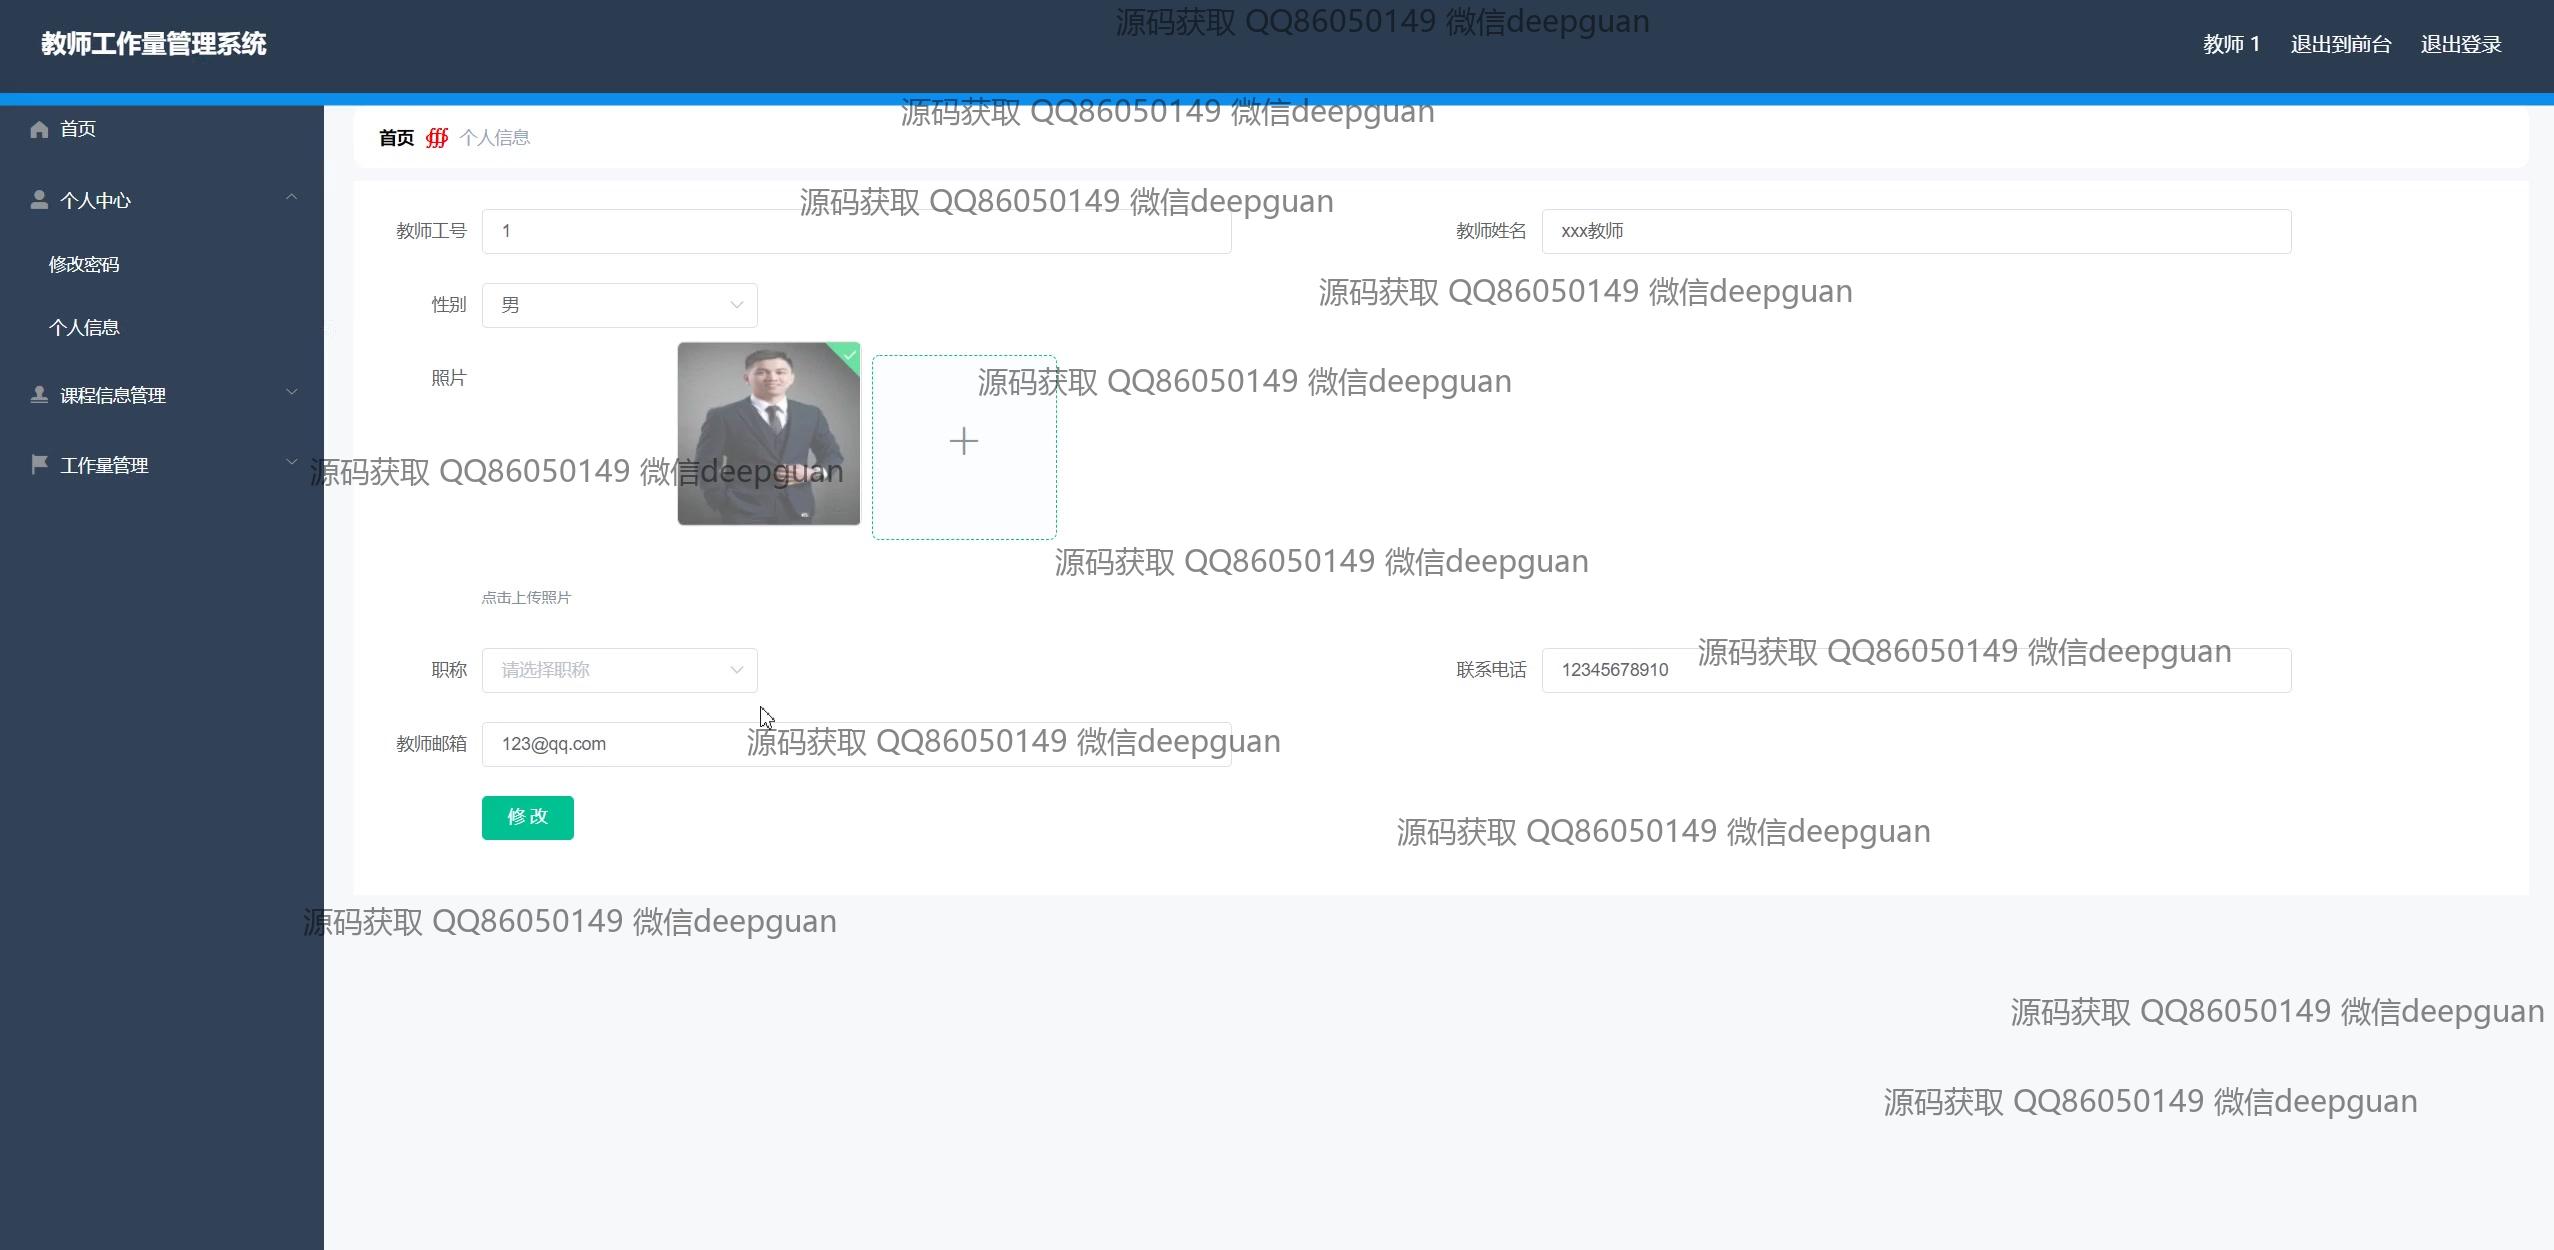 源码获取 QQ86050149 微信deepguan
教师工作量管理系统
教师 1 退出到前台 退出登录
源码获取 QQ86050149 微信deepguan
首页
首页 个人信息
个人中心
源码获取 QQ86050149 微信deepguan
教师工号 1 教师姓名 xxx教师
修改密码
源码获取 QQ86050149 微信deepguan
性别 男
个人信息
照片
源码获取 QQ86050149 微信deepguan
课程信息管理
工作量管理
源码获取 QQ86050149 微信deepguan
源码获取 QQ86050149 微信deepguan
点击上传照片
源码获取 QQ86050149 微信deepguan
职称 请选择职称 联系电话 12345678910
教师邮箱 123@qq.com
源码获取 QQ86050149 微信deepguan
修改
源码获取 QQ86050149 微信deepguan
源码获取 QQ86050149 微信deepguan
源码获取 QQ86050149 微信deepguan
源码获取 QQ86050149 微信deepguan